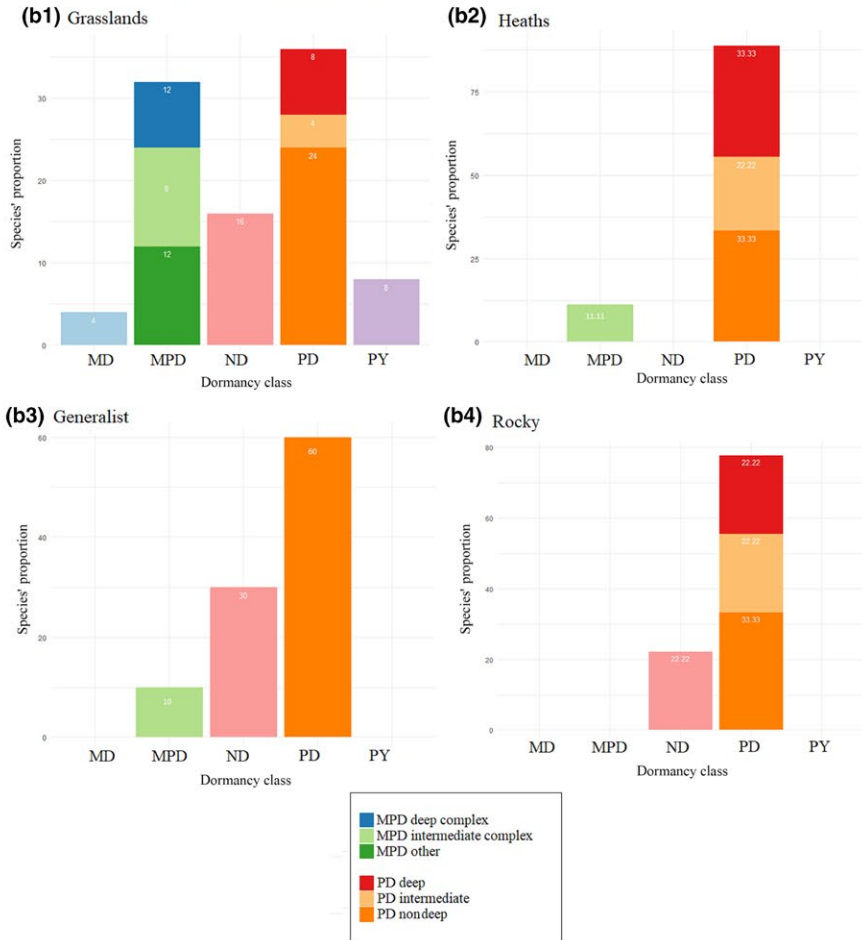 (b1) Grasslands
Species' proportion
30
20
10
0
12
8
12
4
16
8
4
24
8
MD MPD ND PD PY
Dormancy class
(b2) Heaths
Species' proportion
75
50
25
0
11.11
33.33
22.22
33.33
MD MPD ND PD PY
Dormancy class
(b3) Generalist
Species' proportion
60
40
20
0
10
30
60
MD MPD ND PD PY
Dormancy class
(b4) Rocky
Species' proportion
80
60
40
20
0
22.22
22.22
22.22
33.33
MD MPD ND PD PY
Dormancy class
MPD deep complex
MPD intermediate complex
MPD other
PD deep
PD intermediate
PD nondeep